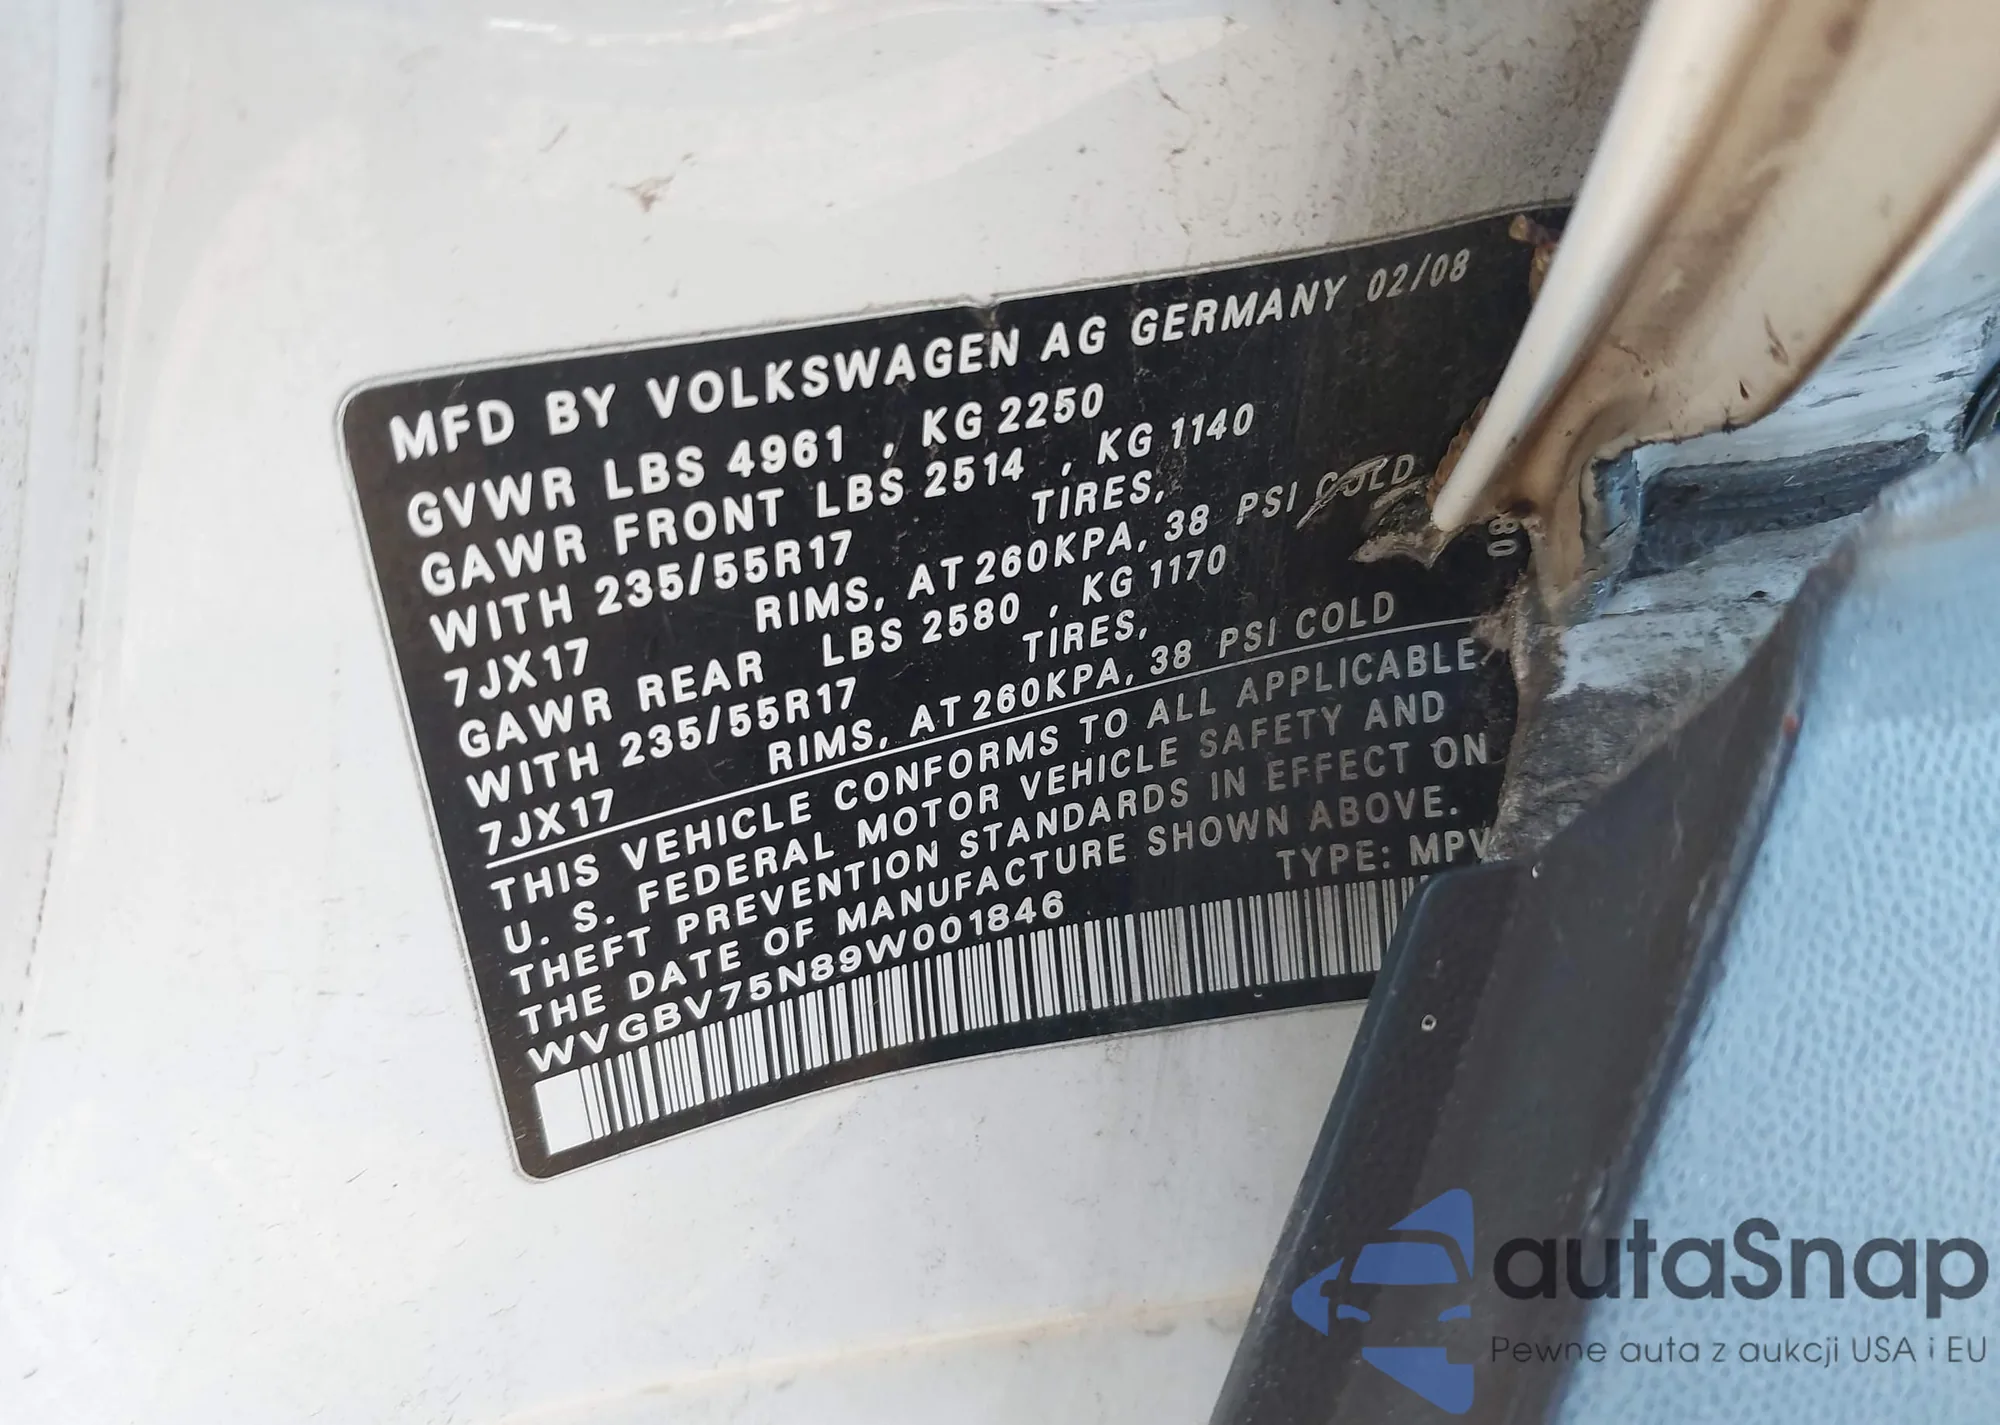 MFD BY VOLKSWAGEN AG GERMANY 02/08
GVWR LBS 4961 , KG 2250
GAWR FRONT LBS 2514 , KG 1140
WITH 235/55R17 TIRES,
7JX17 RIMS, AT 260KPA, 38 PSI COLD
GAWR REAR LBS 2580 , KG 1170
WITH 235/55R17 TIRES,
7JX17 RIMS, AT 260KPA, 38 PSI COLD
THIS VEHICLE CONFORMS TO ALL APPLICABLE
U. S. FEDERAL MOTOR VEHICLE SAFETY AND
THEFT PREVENTION STANDARDS IN EFFECT ON
THE DATE OF MANUFACTURE SHOWN ABOVE.
WVGBV75N89W001846 TYPE: MPV
autaSnap
Pewne auta z aukcji USA i EU